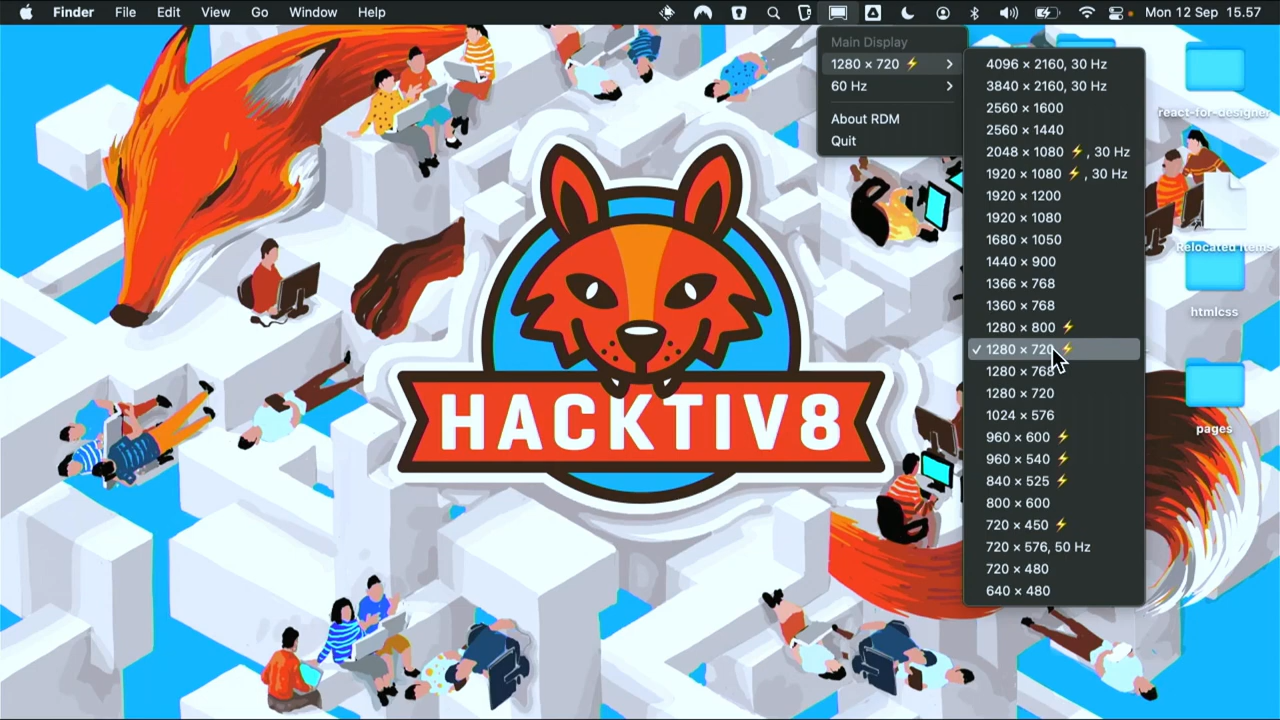 Finder File Edit View Go Window Help Mon 12 Sep 15.57
Main Display
1280 × 720 ⚡
60 Hz
About RDM
Quit
4096 × 2160, 30 Hz
3840 × 2160, 30 Hz
2560 × 1600
2560 × 1440
2048 × 1080 ⚡, 30 Hz
1920 × 1080 ⚡, 30 Hz
1920 × 1200
1920 × 1080
1680 × 1050
1440 × 900
1366 × 768
1360 × 768
1280 × 800 ⚡
✓ 1280 × 720 ⚡
1280 × 768
1280 × 720
1024 × 576
960 × 600 ⚡
960 × 540 ⚡
840 × 525 ⚡
800 × 600
720 × 450 ⚡
720 × 576, 50 Hz
720 × 480
640 × 480
react-for-designer
Relocated Items
htmlcss
pages
HACKTIV8